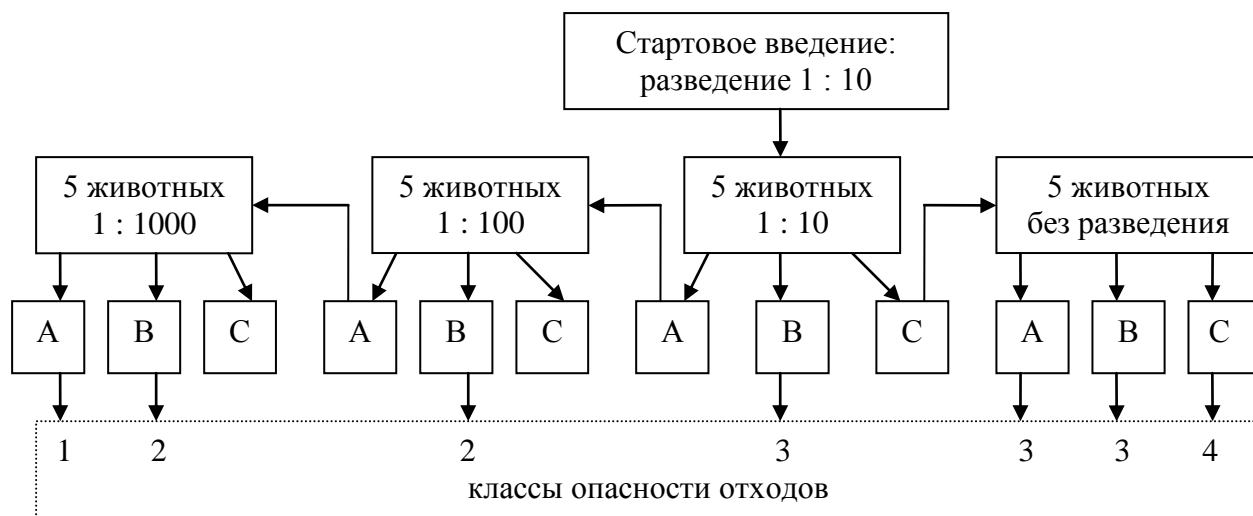 Стартовое введение:
разведение 1 : 10
5 животных
1 : 1000
5 животных
1 : 100
5 животных
1 : 10
5 животных
без разведения
А В С А В С А В С А В С
1 2 2 3 3 3 4
классы опасности отходов